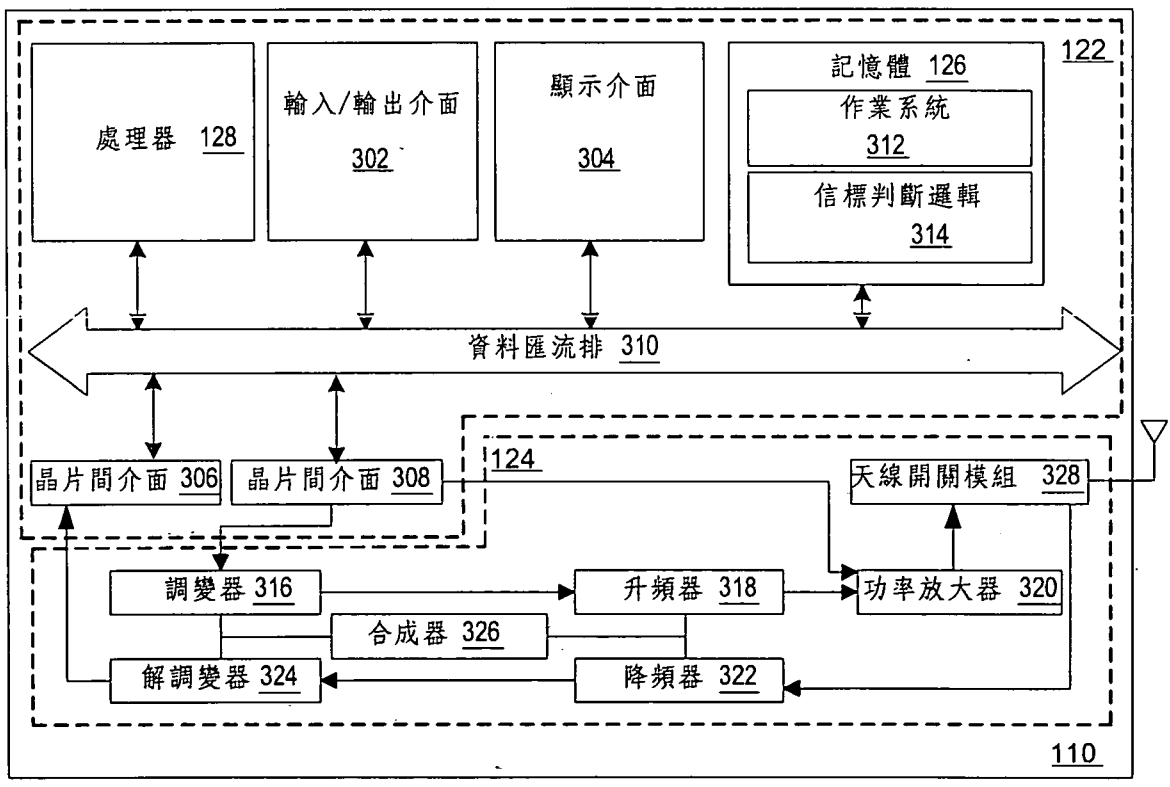 122
處理器 128
輸入/輸出介面
302
顯示介面
304
記憶體 126
作業系統
312
信標判斷邏輯
314
資料匯流排 310
晶片間介面 306
晶片間介面 308
124
天線開關模組 328
調變器 316
升頻器 318
功率放大器 320
合成器 326
解調變器 324
降頻器 322
110